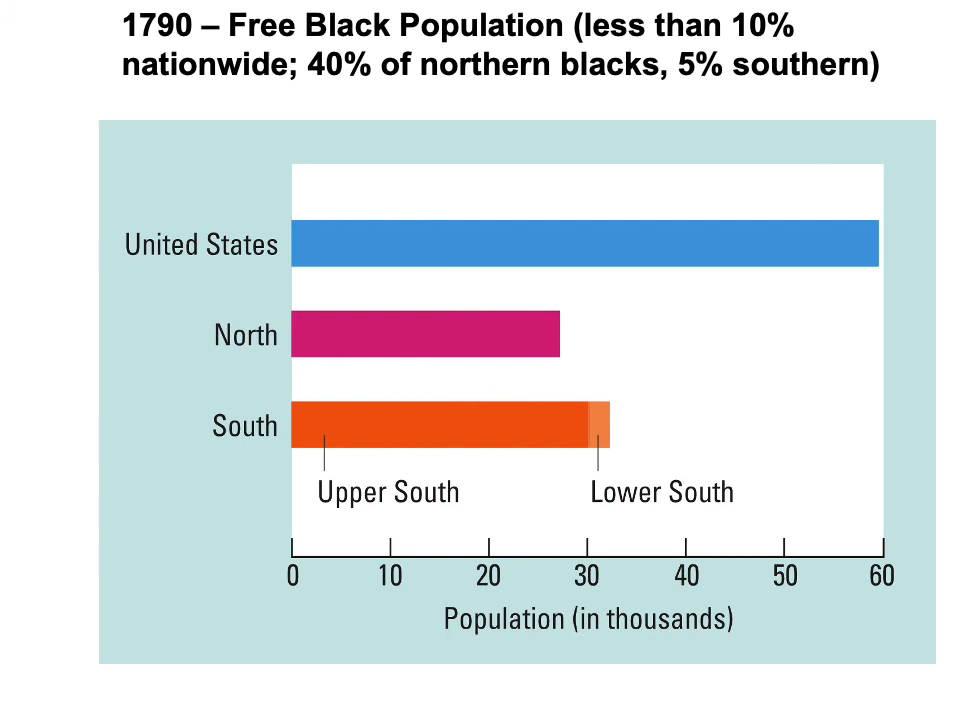 1790 – Free Black Population (less than 10%
nationwide; 40% of northern blacks, 5% southern)
United States
North
South
Upper South
Lower South
0 10 20 30 40 50 60
Population (in thousands)